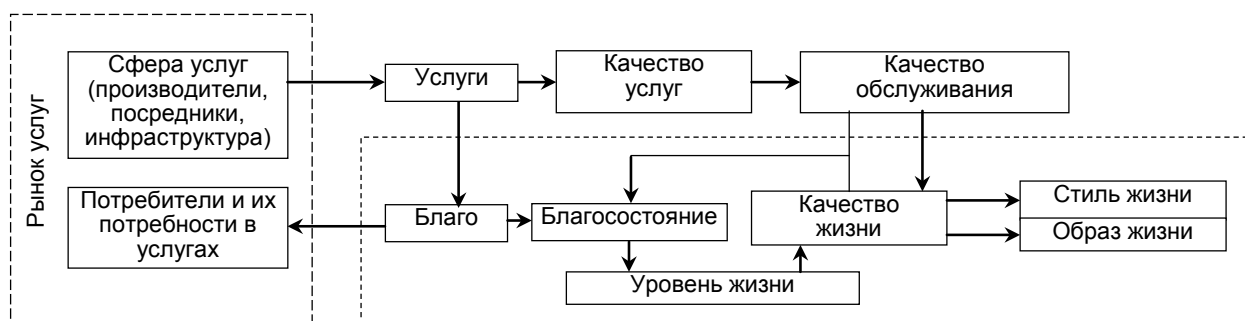 Рынок услуг
Сфера услуг
(производители,
посредники,
инфраструктура)
Услуги
Качество
услуг
Качество
обслуживания
Потребители и их
потребности в
услугах
Благо
Благосостояние
Качество
жизни
Стиль жизни
Образ жизни
Уровень жизни